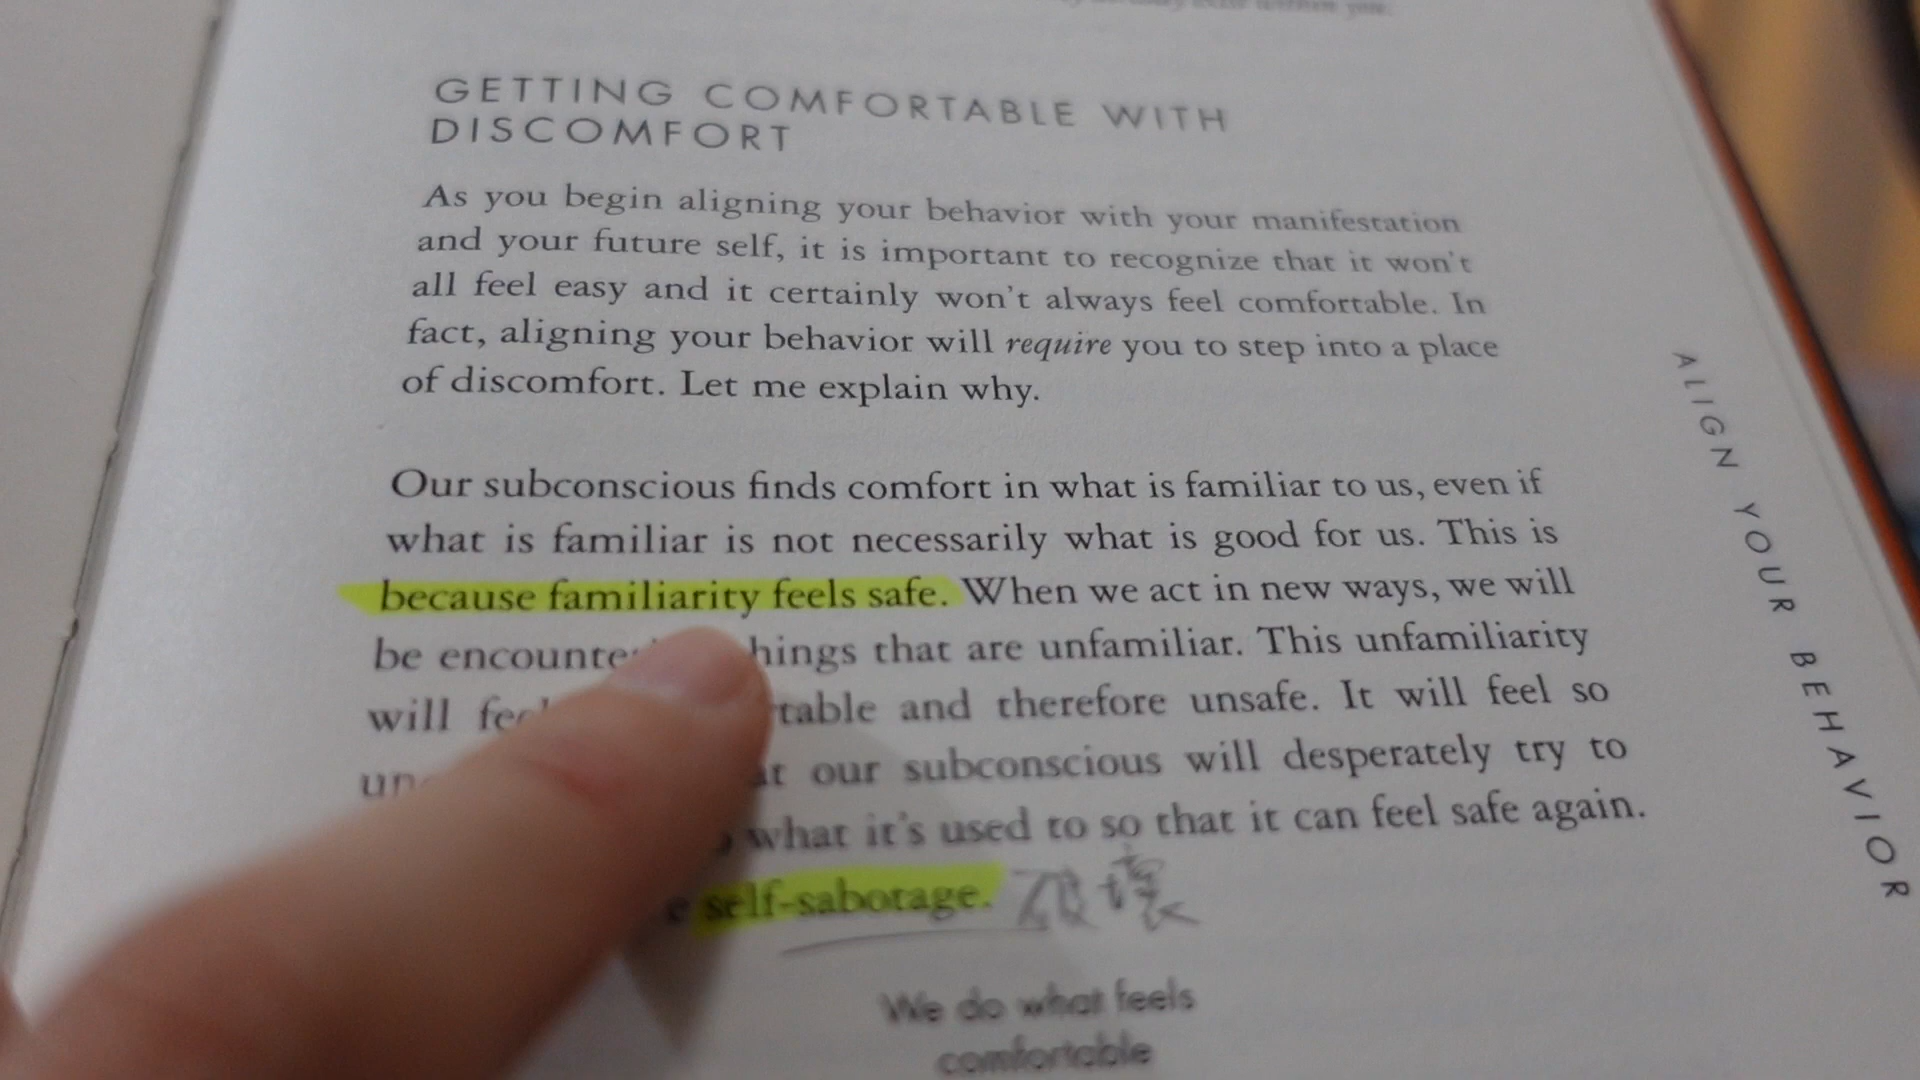 GETTING COMFORTABLE WITH
DISCOMFORT
As you begin aligning your behavior with your manifestation
and your future self, it is important to recognize that it won't
all feel easy and it certainly won't always feel comfortable. In
fact, aligning your behavior will require you to step into a place
of discomfort. Let me explain why.
Our subconscious finds comfort in what is familiar to us, even if
what is familiar is not necessarily what is good for us. This is
because familiarity feels safe. When we act in new ways, we will
be that are unfamiliar. This unfamiliarity
will and therefore unsafe. It will feel so
our subconscious will desperately try to
what it's used to so that it can feel safe again.
self-sabotage.
We do what feels
comfortable
ALIGN YOUR BEHAVIOR